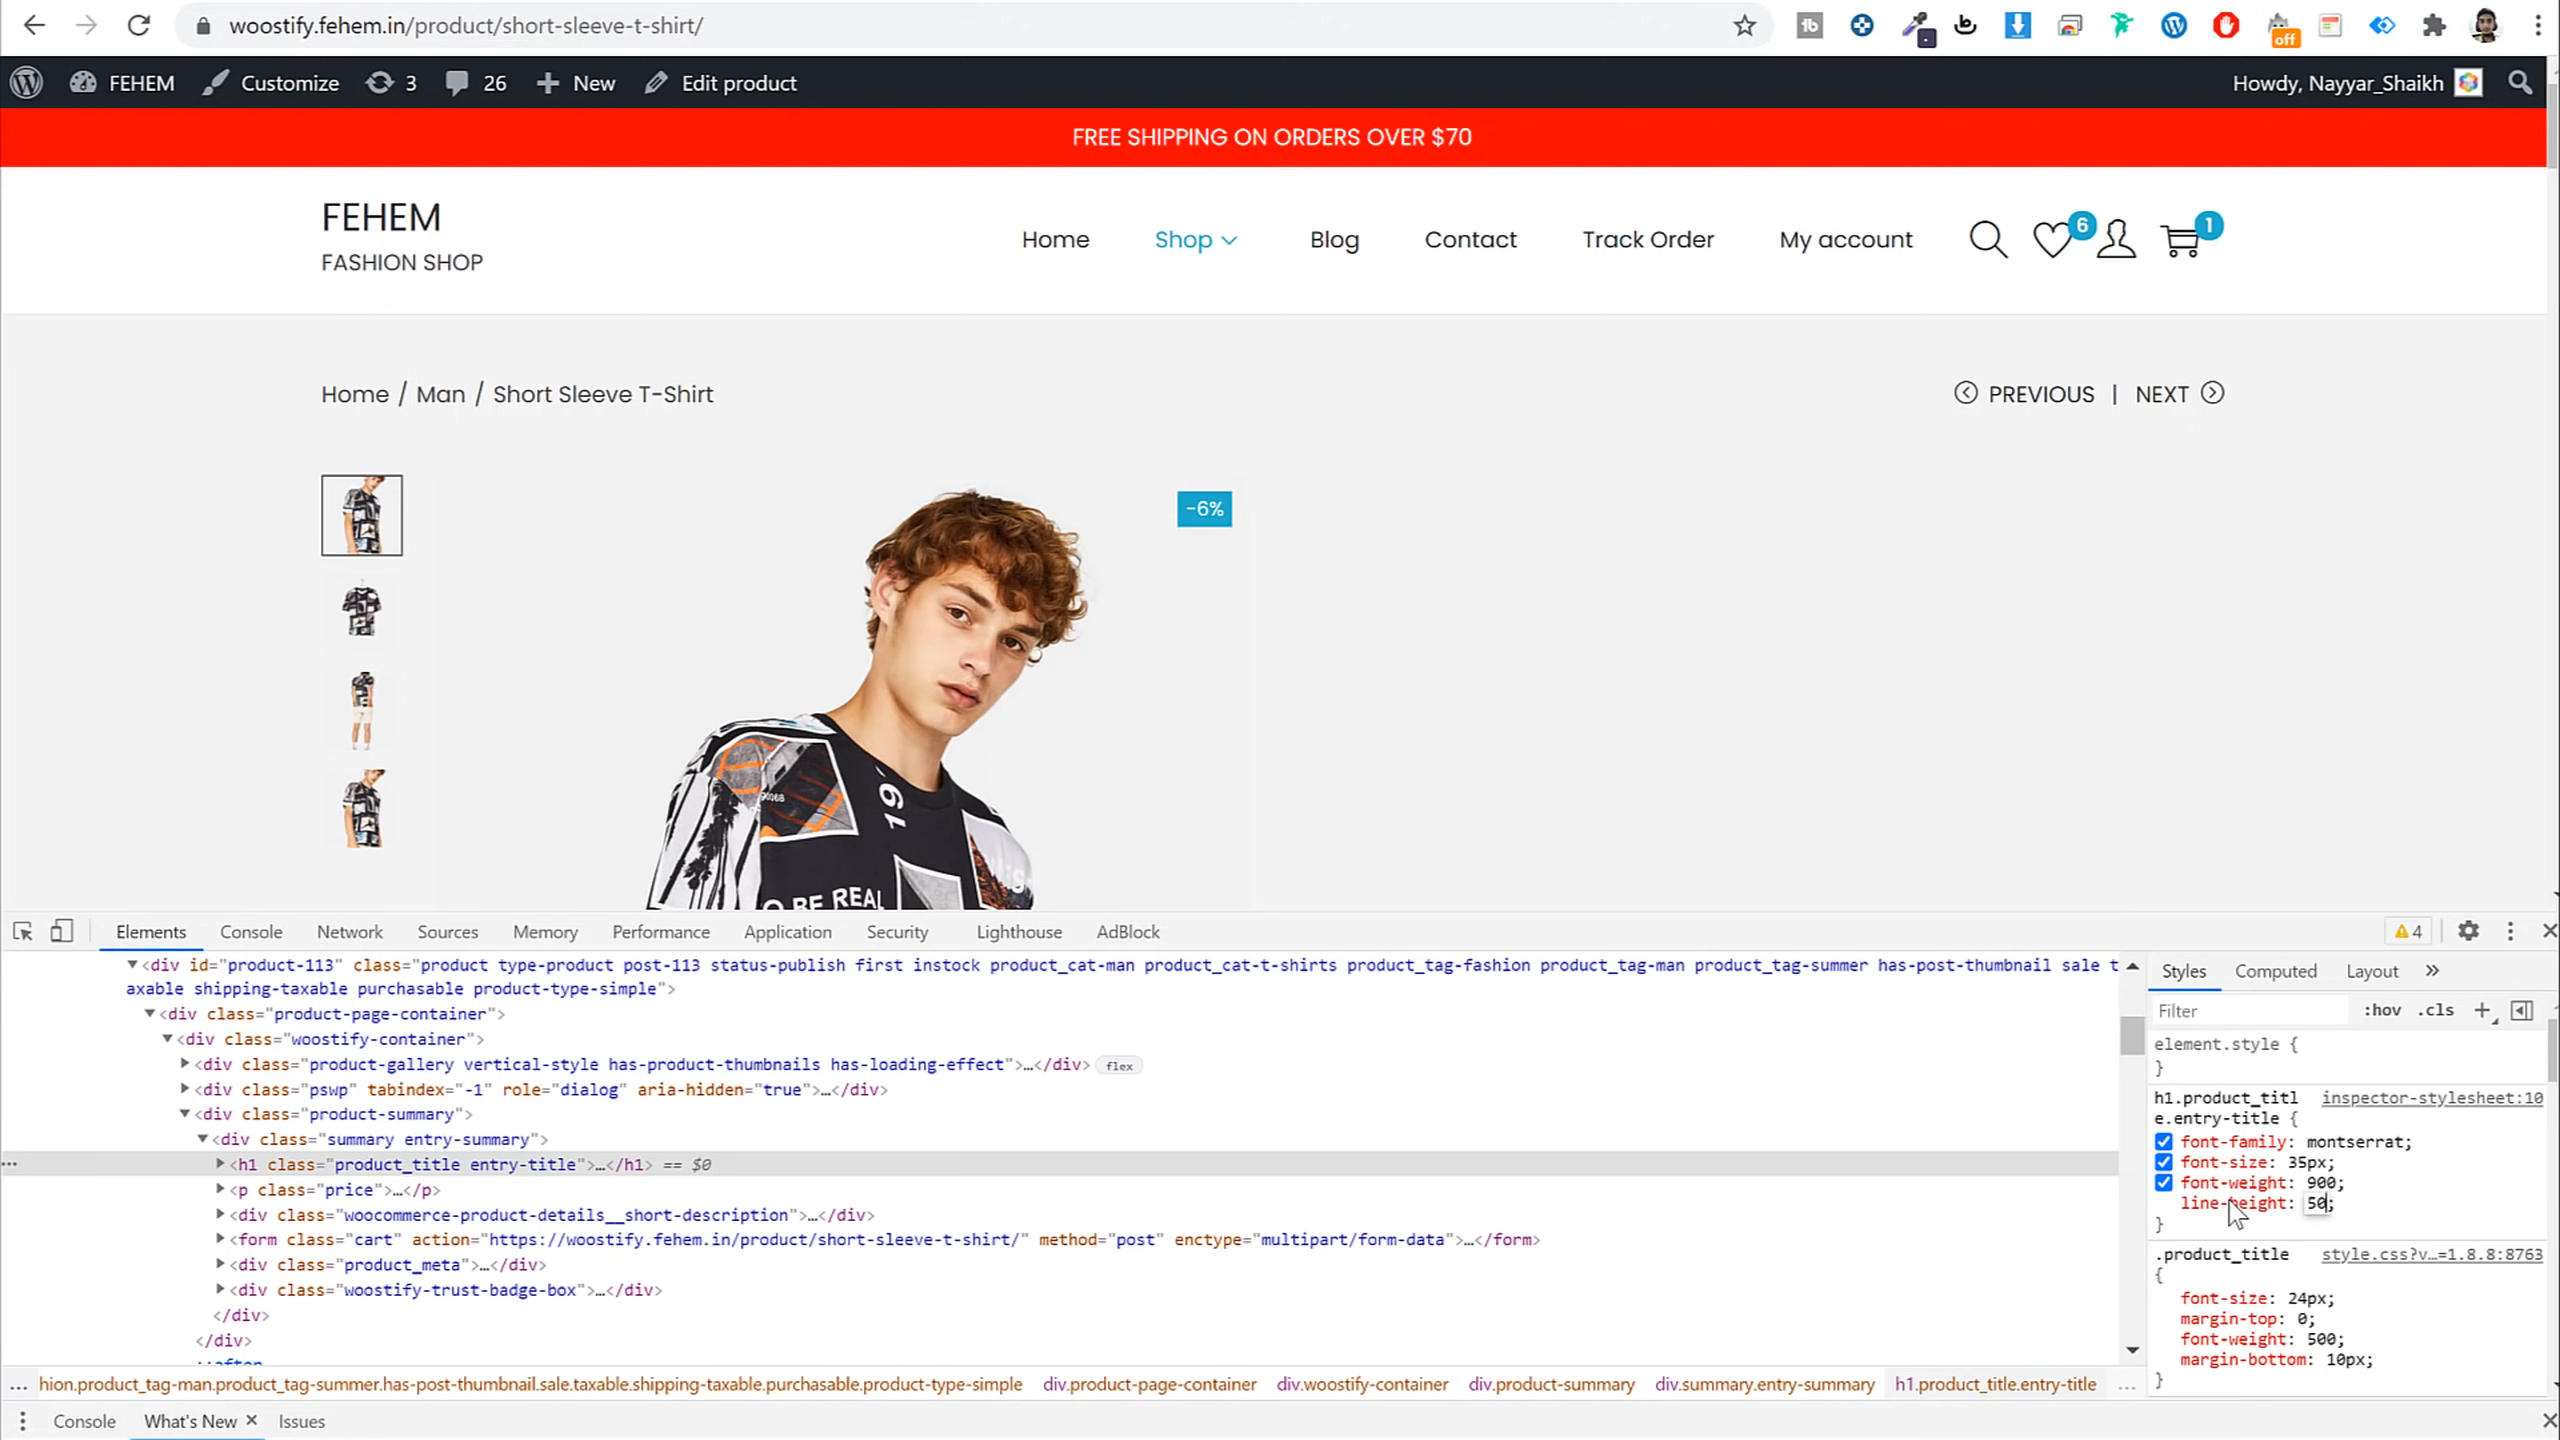 woostify.fehem.in/product/short-sleeve-t-shirt/
off
FEHEM Customize 3 26 New Edit product Howdy, Nayyar_Shaikh
FREE SHIPPING ON ORDERS OVER $70
FEHEM
FASHION SHOP
Home Shop Blog Contact Track Order My account 6 1
Home / Man / Short Sleeve T-Shirt
PREVIOUS | NEXT
-6%
19
90068
O BE REAL
Elements Console Network Sources Memory Performance Application Security Lighthouse AdBlock 4
<div id="product-113" class="product type-product post-113 status-publish first instock product_cat-man product_cat-t-shirts product_tag-fashion product_tag-man product_tag-summer has-post-thumbnail sale t
axable shipping-taxable purchasable product-type-simple">
<div class="product-page-container">
<div class="woostify-container">
<div class="product-gallery vertical-style has-product-thumbnails has-loading-effect">…</div> flex
<div class="pswp" tabindex="-1" role="dialog" aria-hidden="true">…</div>
<div class="product-summary">
<div class="summary entry-summary">
… <h1 class="product_title entry-title">…</h1> == $0
<p class="price">…</p>
<div class="woocommerce-product-details__short-description">…</div>
<form class="cart" action="https://woostify.fehem.in/product/short-sleeve-t-shirt/" method="post" enctype="multipart/form-data">…</form>
<div class="product_meta">…</div>
<div class="woostify-trust-badge-box">…</div>
</div>
</div>
::after
Styles Computed Layout »
Filter :hov .cls +
element.style {
}
h1.product_titl inspector-stylesheet:10
e.entry-title {
font-family: montserrat;
font-size: 35px;
font-weight: 900;
line-height: 50;
}
.product_title style.css?v…=1.8.8:8763
{
font-size: 24px;
margin-top: 0;
font-weight: 500;
margin-bottom: 10px;
}
… hion.product_tag-man.product_tag-summer.has-post-thumbnail.sale.taxable.shipping-taxable.purchasable.product-type-simple div.product-page-container div.woostify-container div.product-summary div.summary.entry-summary h1.product_title.entry-title …
Console What's New × Issues